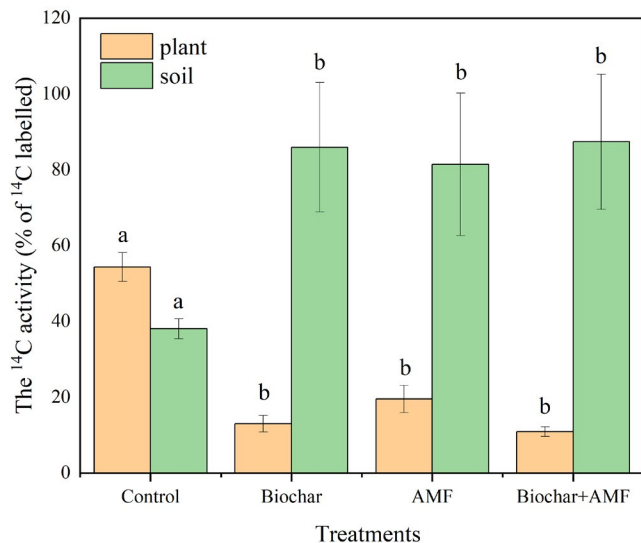 120
100
80
60
40
20
0
The ¹⁴C activity (% of ¹⁴C labelled)
plant
soil
a
a
b
b
b
b
b
b
Control
Biochar
AMF
Biochar+AMF
Treatments